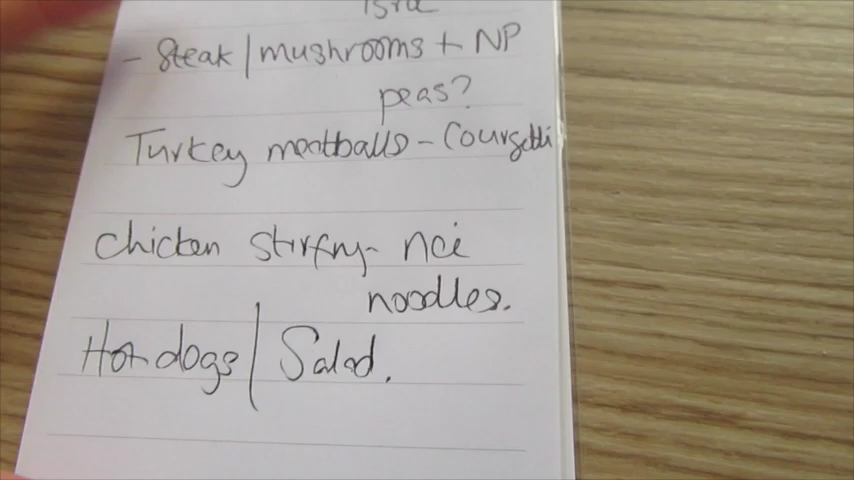 - Steak | mushrooms + NP
peas?
Turkey meatballs - Courgetti
Chicken stirfry - rice
noodles.
Hot dogs | Salad.